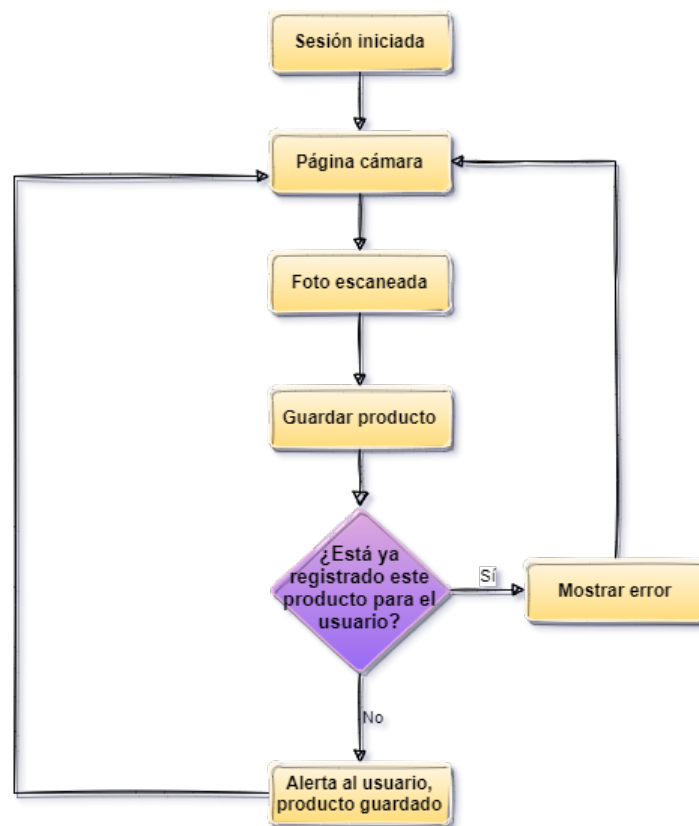 Sesión iniciada
Página cámara
Foto escaneada
Guardar producto
¿Está ya
registrado este
producto para el
usuario?
Sí
Mostrar error
No
Alerta al usuario,
producto guardado